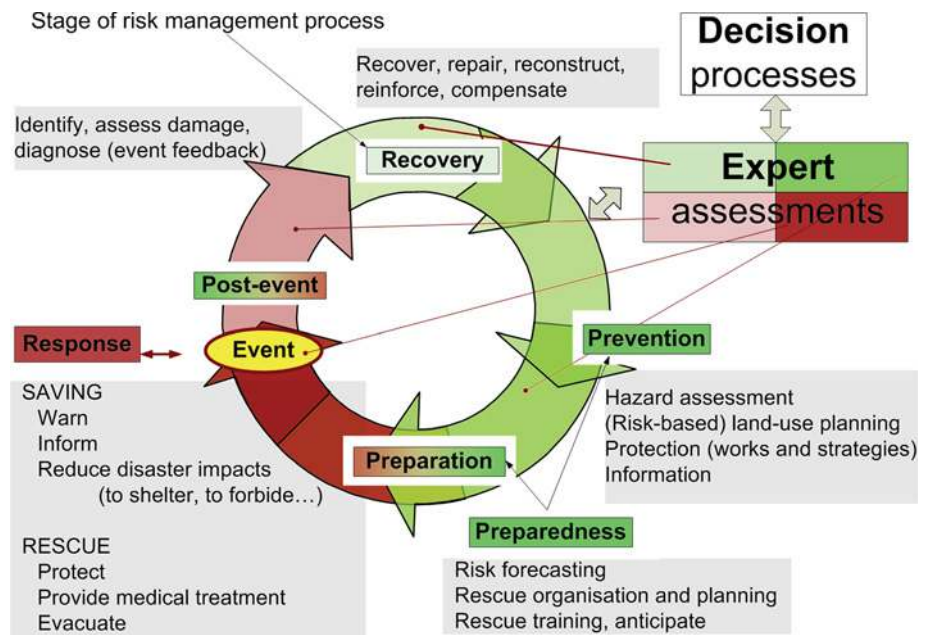 Stage of risk management process
Decision
processes
Recover, repair, reconstruct,
reinforce, compensate
Identify, assess damage,
diagnose (event feedback)
Recovery
Expert
assessments
Post-event
Response
Event
Prevention
SAVING
Warn
Inform
Reduce disaster impacts
(to shelter, to forbide…)
RESCUE
Protect
Provide medical treatment
Evacuate
Hazard assessment
(Risk-based) land-use planning
Protection (works and strategies)
Information
Preparation
Preparedness
Risk forecasting
Rescue organisation and planning
Rescue training, anticipate